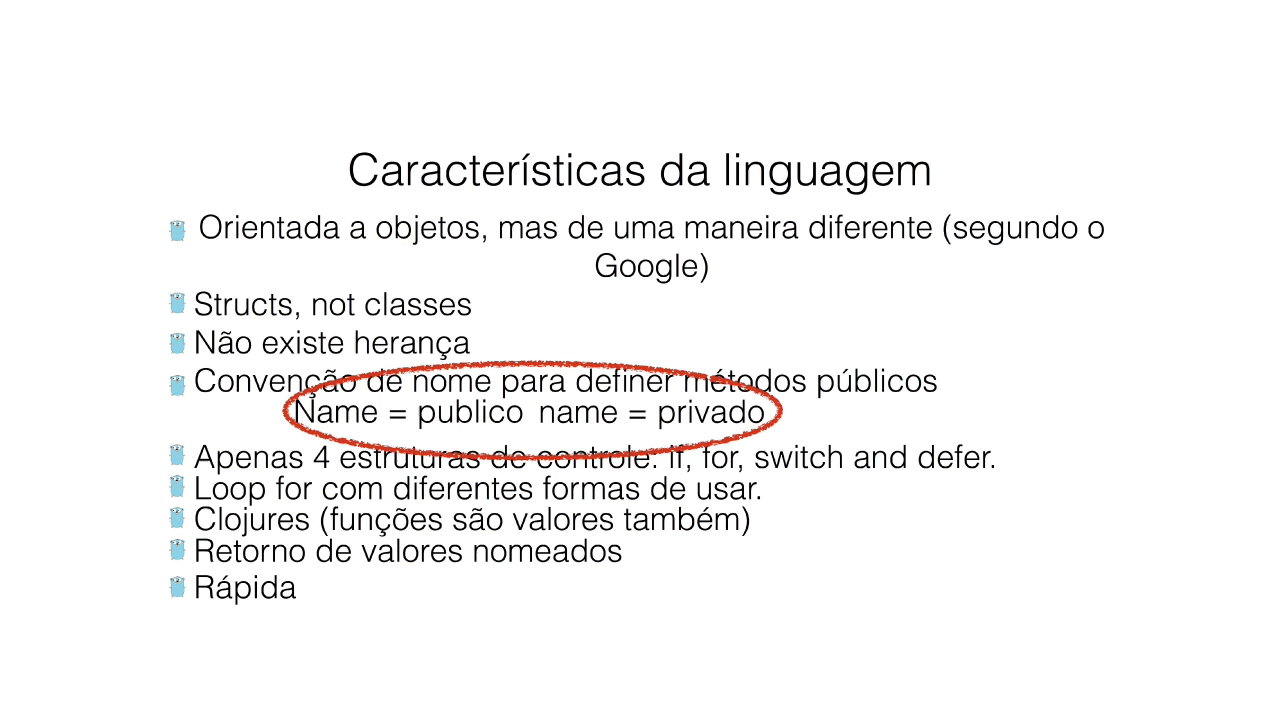 Características da linguagem
Orientada a objetos, mas de uma maneira diferente (segundo o
Google)
Structs, not classes
Não existe herança
Convenção de nome para definer métodos públicos
Name = publico name = privado
Apenas 4 estruturas de controle: if, for, switch and defer.
Loop for com diferentes formas de usar.
Clojures (funções são valores também)
Retorno de valores nomeados
Rápida